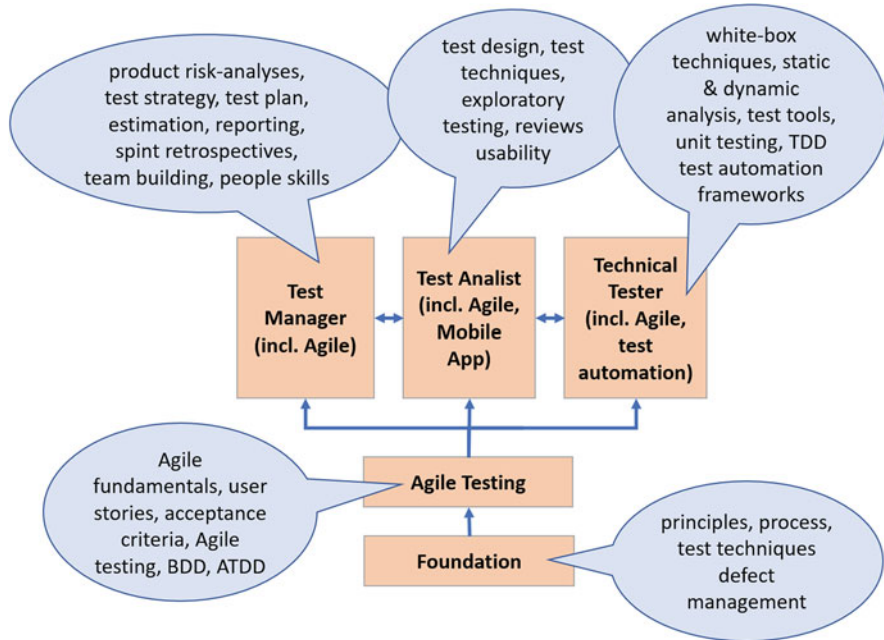 product risk-analyses,
test strategy, test plan,
estimation, reporting,
spint retrospectives,
team building, people skills
test design, test
techniques,
exploratory
testing, reviews
usability
white-box
techniques, static
& dynamic
analysis, test tools,
unit testing, TDD
test automation
frameworks
Test
Manager
(incl. Agile)
Test Analist
(incl. Agile,
Mobile
App)
Technical
Tester
(incl. Agile,
test
automation)
Agile
fundamentals, user
stories, acceptance
criteria, Agile
testing, BDD, ATDD
Agile Testing
Foundation
principles, process,
test techniques
defect
management